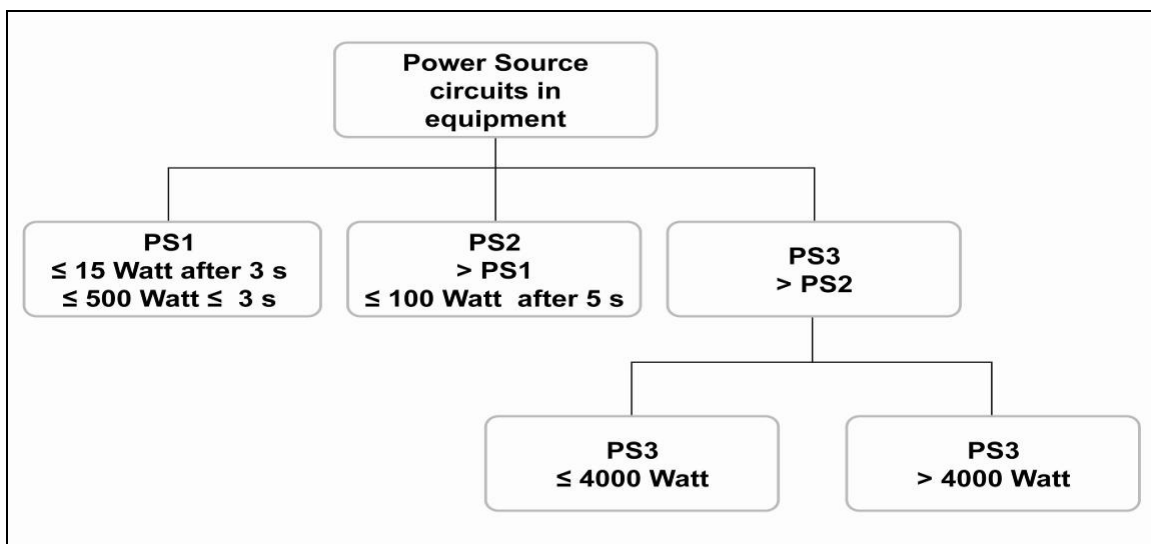 Power Source
circuits in
equipment
PS1
≤ 15 Watt after 3 s
≤ 500 Watt ≤ 3 s
PS2
> PS1
≤ 100 Watt after 5 s
PS3
> PS2
PS3
≤ 4000 Watt
PS3
> 4000 Watt